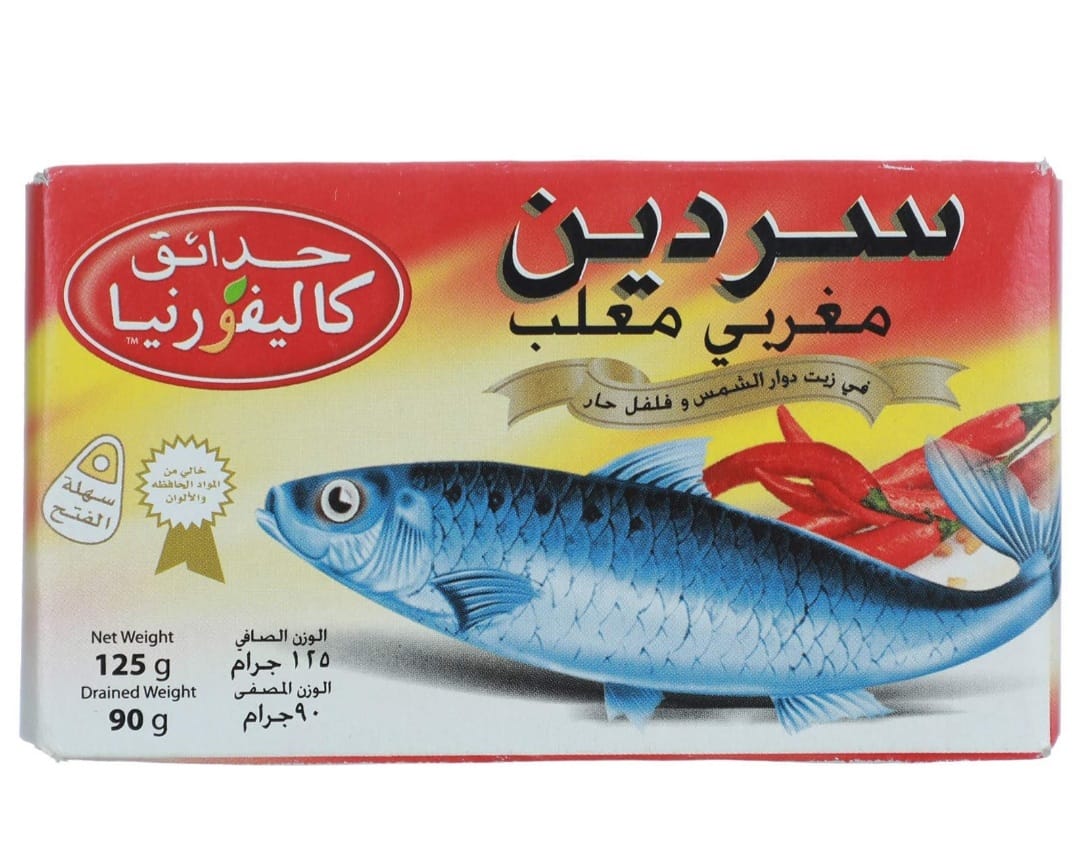 سردين
مغربي معلب
في زيت دوار الشمس و فلفل حار
حدائق
كاليفورنيا
TM
سهلة
الفتح
خالي من
المواد الحافظه
والألوان
Net Weight
125 g
Drained Weight
90 g
الوزن الصافي
١٢٥ جرام
الوزن المصفى
٩٠جرام